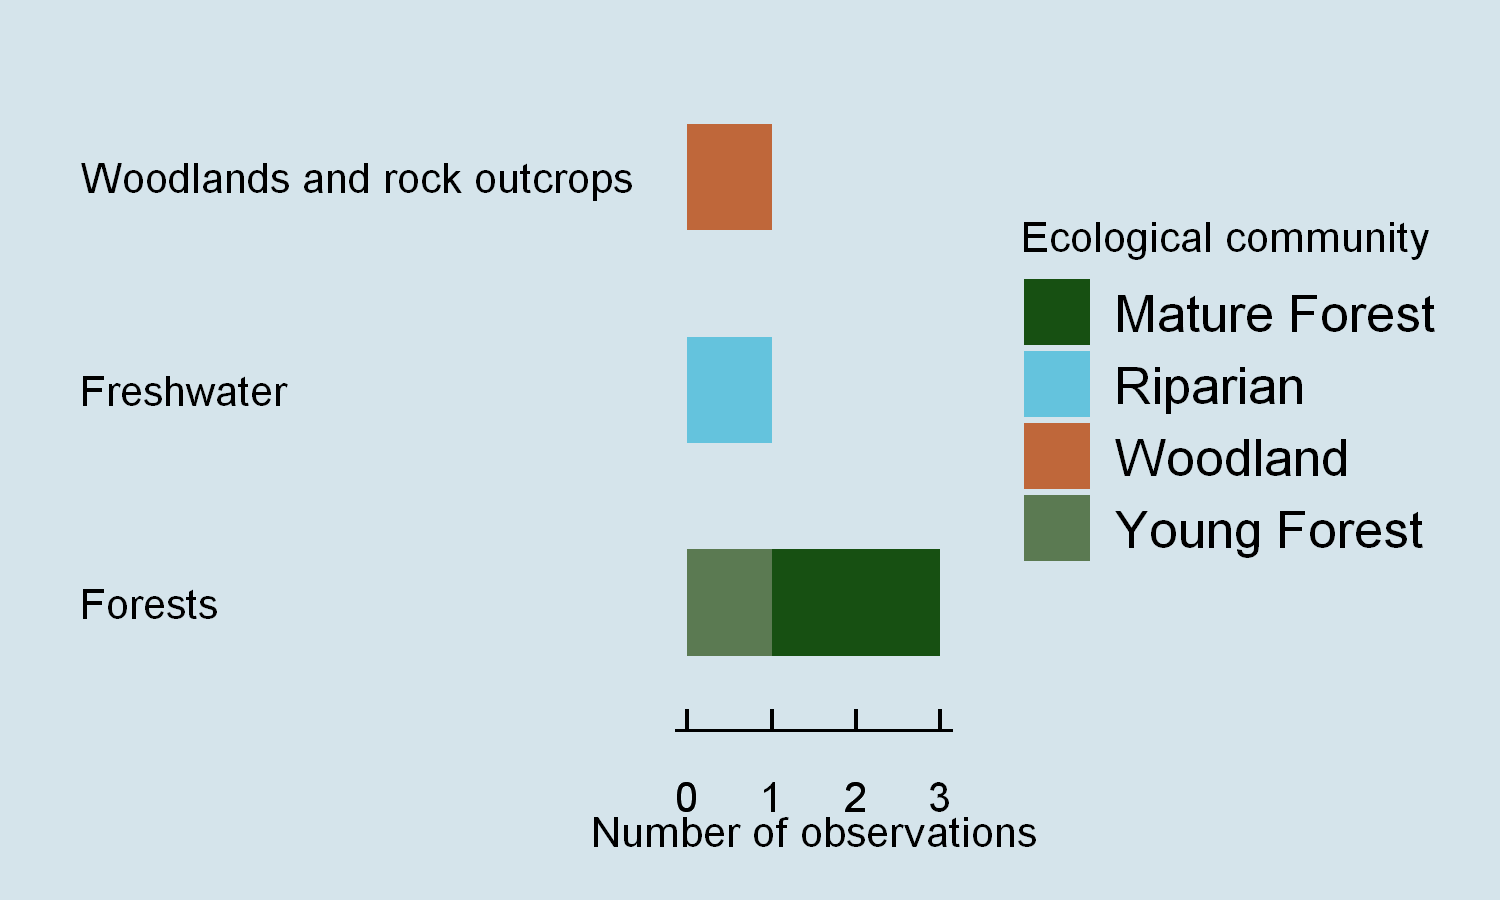 Woodlands and rock outcrops
Freshwater
Forests
Ecological community
Mature Forest
Riparian
Woodland
Young Forest
0 1 2 3
Number of observations